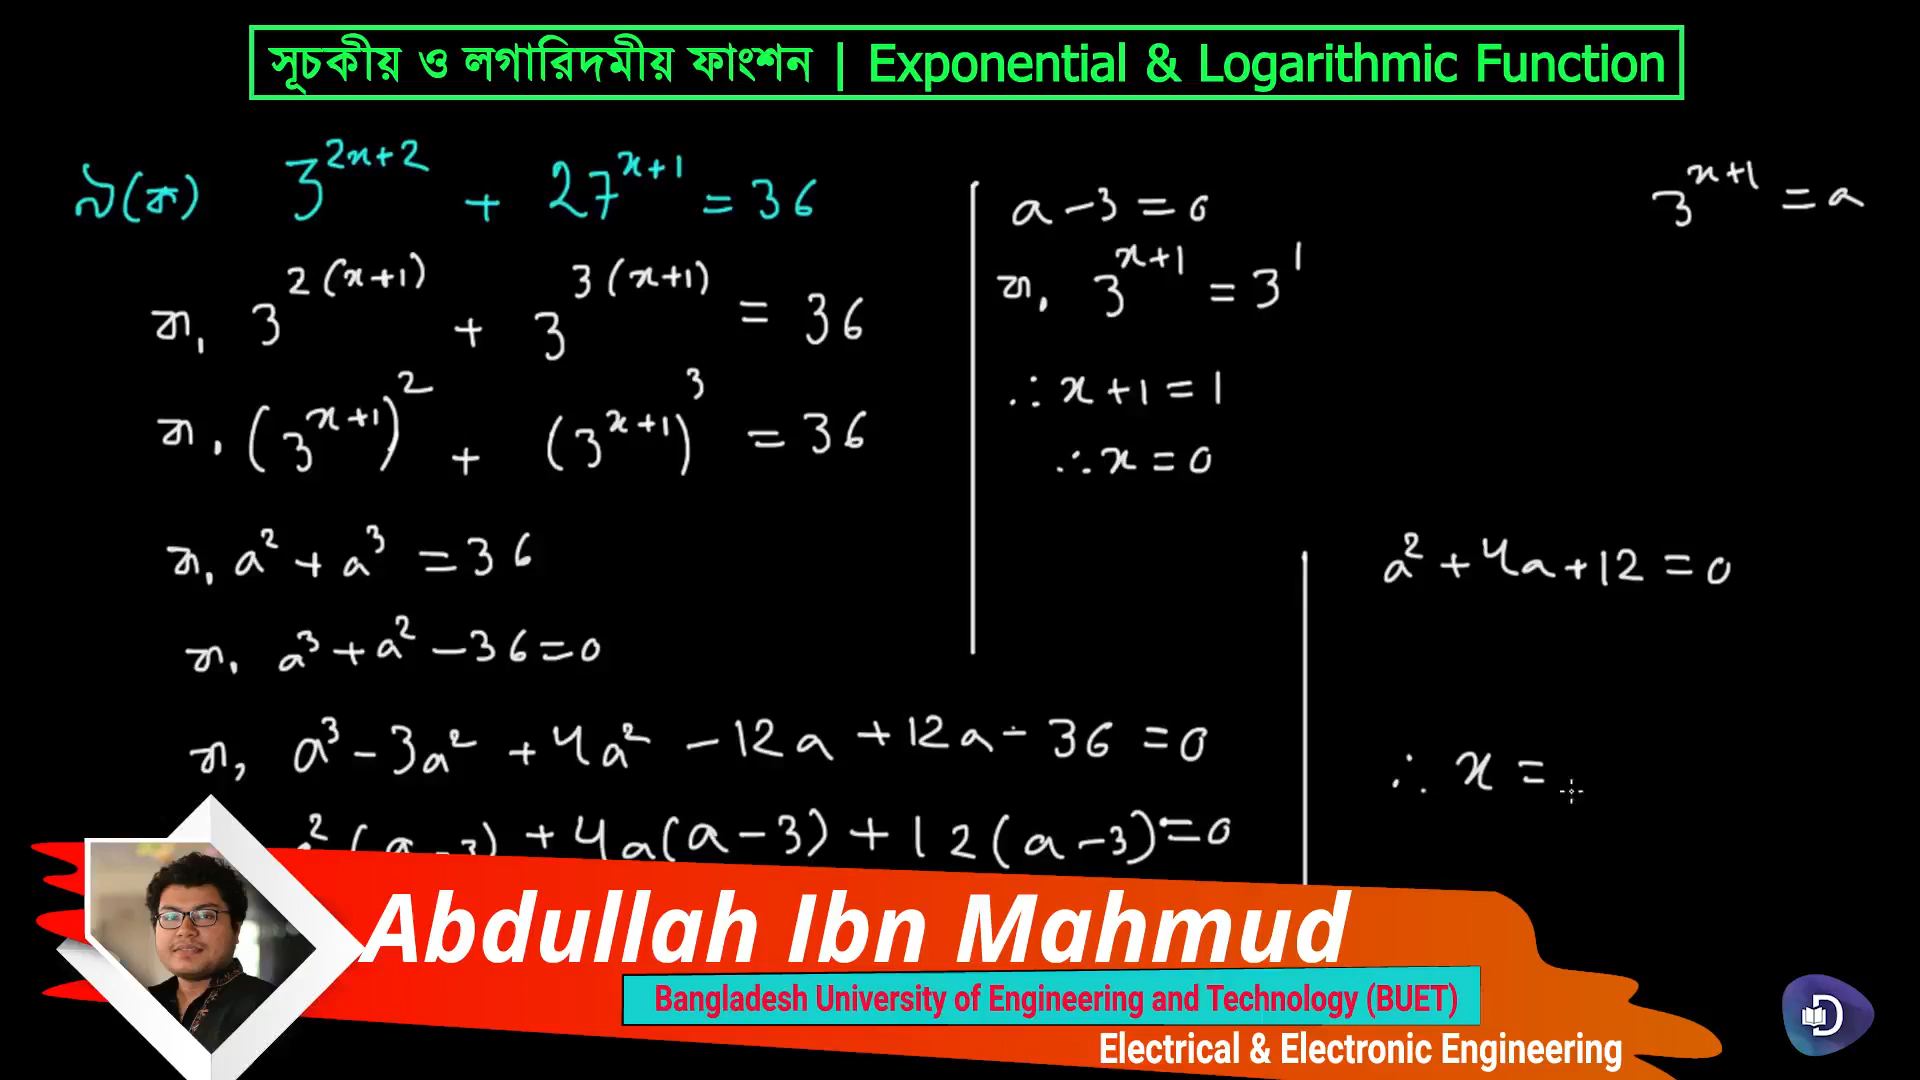 সূচকীয় ও লগারিদমীয় ফাংশন | Exponential & Logarithmic Function
৯(ক) 3^{2x+2} + 27^{x+1} = 36
বা, 3^{2(x+1)} + 3^{3(x+1)} = 36
বা, (3^{x+1})^2 + (3^{x+1})^3 = 36
বা, a^2 + a^3 = 36
বা, a^3 + a^2 - 36 = 0
বা, a^3 - 3a^2 + 4a^2 - 12a + 12a - 36 = 0
a^2(a-3) + 4a(a-3) + 12(a-3) = 0
a - 3 = 0
বা, 3^{x+1} = 3^1
∴ x + 1 = 1
∴ x = 0
3^{x+1} = a
a^2 + 4a + 12 = 0
∴ x =
Abdullah Ibn Mahmud
Bangladesh University of Engineering and Technology (BUET)
Electrical & Electronic Engineering